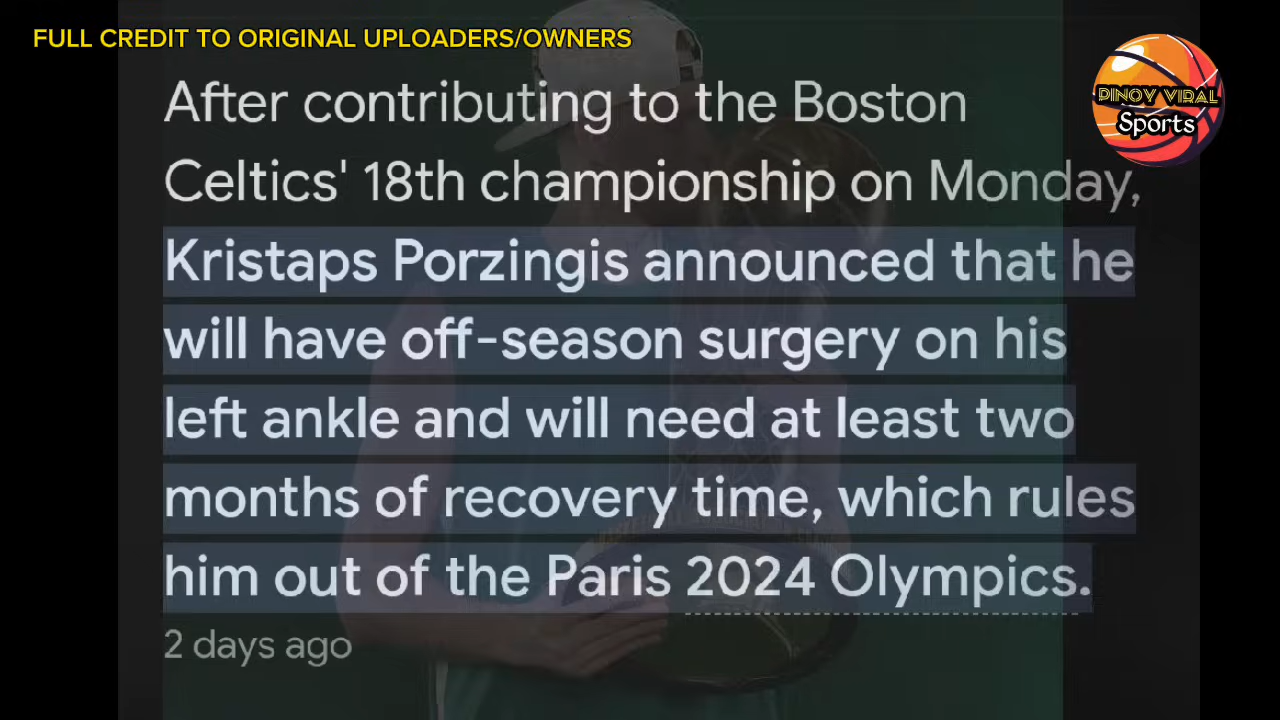 FULL CREDIT TO ORIGINAL UPLOADERS/OWNERS
PINOY VIRAL
Sports
After contributing to the Boston
Celtics' 18th championship on Monday,
Kristaps Porzingis announced that he
will have off-season surgery on his
left ankle and will need at least two
months of recovery time, which rules
him out of the Paris 2024 Olympics.
2 days ago